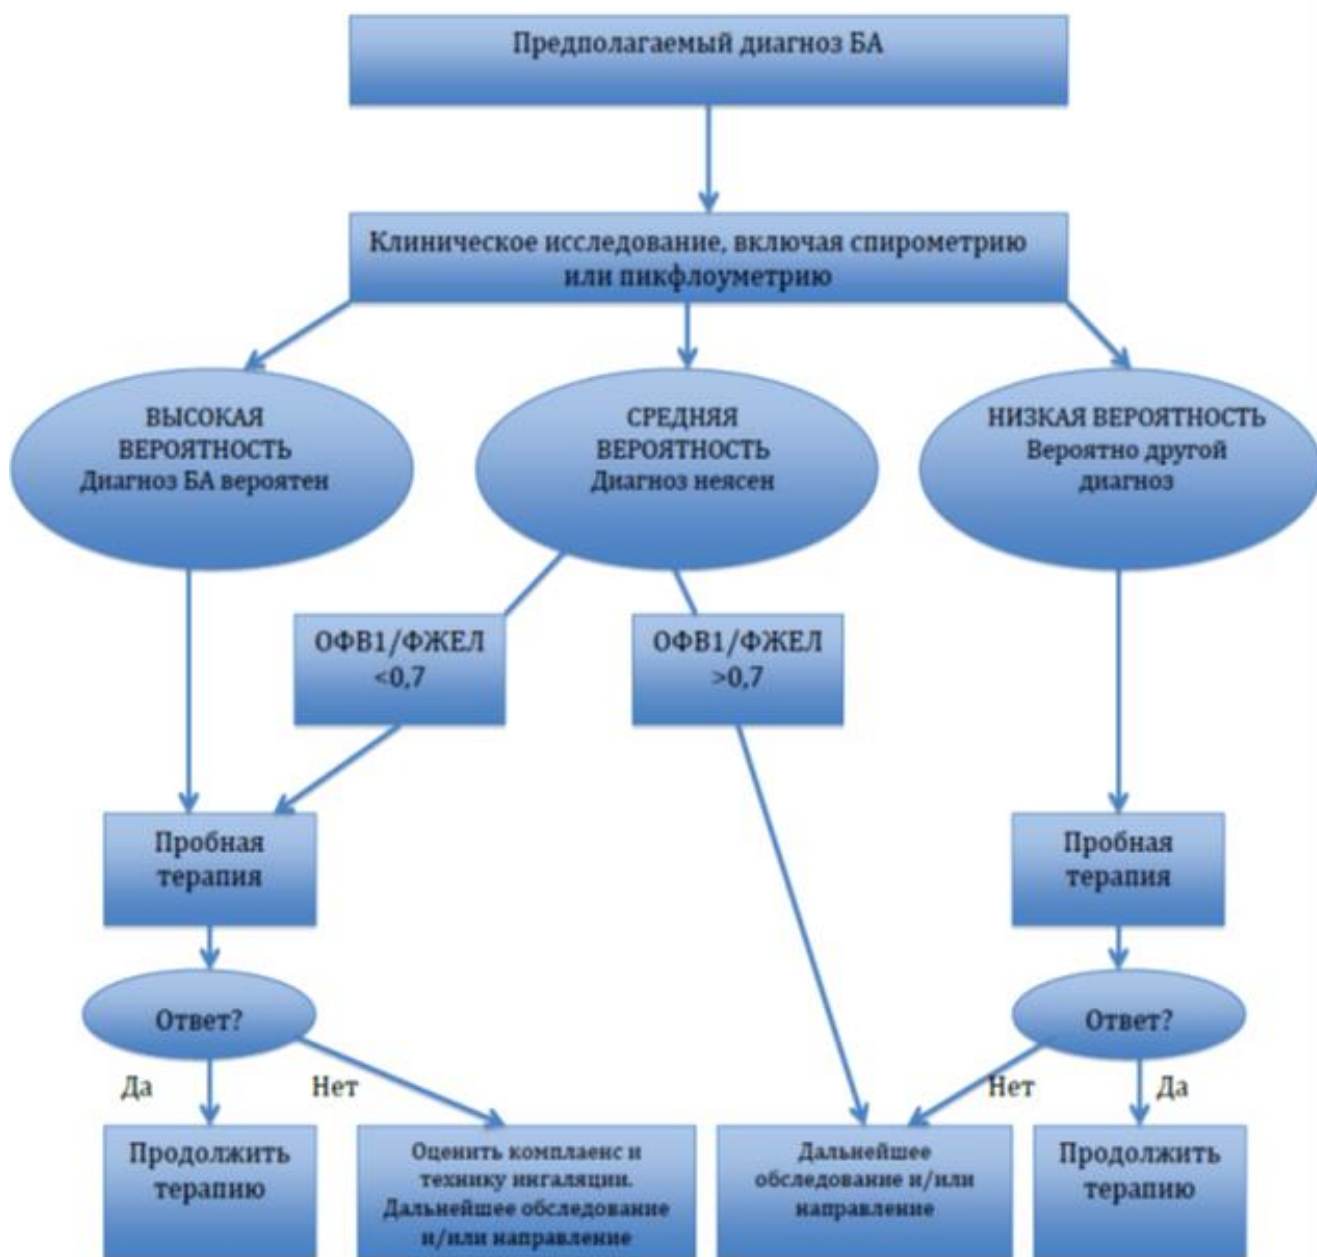 Предполагаемый диагноз БА
Клиническое исследование, включая спирометрию
или пикфлоуметрию
ВЫСОКАЯ
ВЕРОЯТНОСТЬ
Диагноз БА вероятен
СРЕДНЯЯ
ВЕРОЯТНОСТЬ
Диагноз неясен
НИЗКАЯ ВЕРОЯТНОСТЬ
Вероятно другой
диагноз
ОФВ1/ФЖЕЛ
<0,7
ОФВ1/ФЖЕЛ
>0,7
Пробная
терапия
Пробная
терапия
Ответ?
Ответ?
Да
Нет
Нет
Да
Продолжить
терапию
Оценить комплаенс и
технику ингаляции.
Дальнейшее обследование
и/или направление
Дальнейшее
обследование и/или
направление
Продолжить
терапию